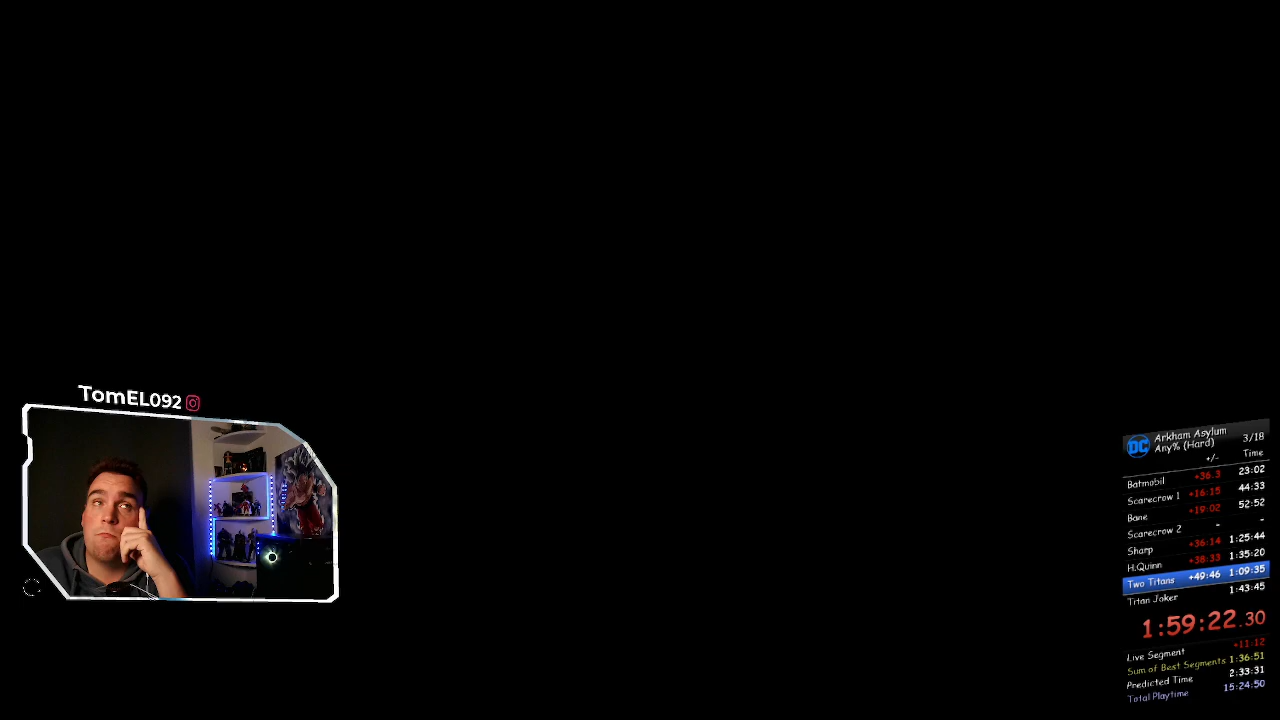 TomEL092
DC Arkham Asylum
Any% (Hard) 3/18
+/- Time
Batmobil +36.3 23:02
Scarecrow 1 +16:15 44:33
Bane +19:02 52:52
Scarecrow 2 - -
Sharp +36:14 1:25:44
H.Quinn +38:33 1:35:20
Two Titans +49:46 1:09:35
Titan Joker 1:43:45
1:59:22.30
Live Segment +11:12
Sum of Best Segments 1:36:51
Predicted Time 2:33:31
Total Playtime 15:24:50